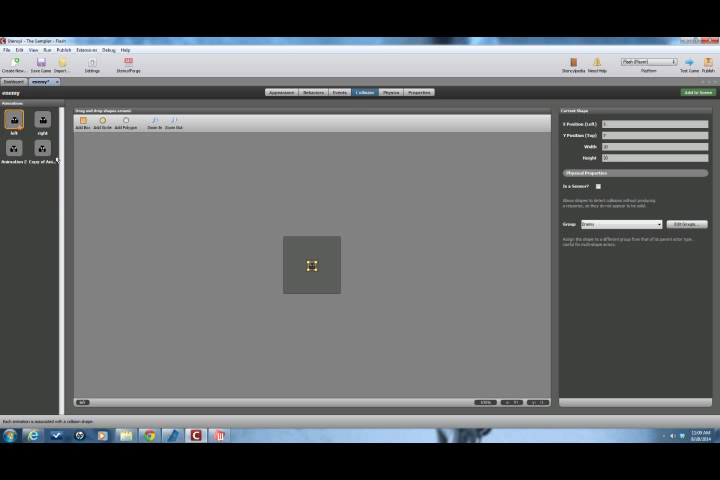 Stencyl - The Sampler - Flash
File Edit View Run Publish Extensions Debug Help
Create New... Save Game Import... Settings StencylForge Stencylpedia Need Help Flash (Player) Platform Test Game Publish
Dashboard enemy*
enemy Appearance Behaviors Events Collision Physics Properties Add to Scene
Animations
left right
Animation 2 Copy of Ani...
Drag and drop shapes around.
Add Box Add Circle Add Polygon Zoom In Zoom Out
left 100%
Current Shape
X Position (Left)
Y Position (Top)
Width
Height
Physical Properties
Is a Sensor?
Allows shapes to detect collisions without producing
a response, so they do not appear to be solid.
Group Enemy Edit Groups...
Assign the shape to a different group from that of its parent actor type.
Useful for multi-shape actors.
Each animation is associated with a collision shape.
11:09 AM
8/18/2014